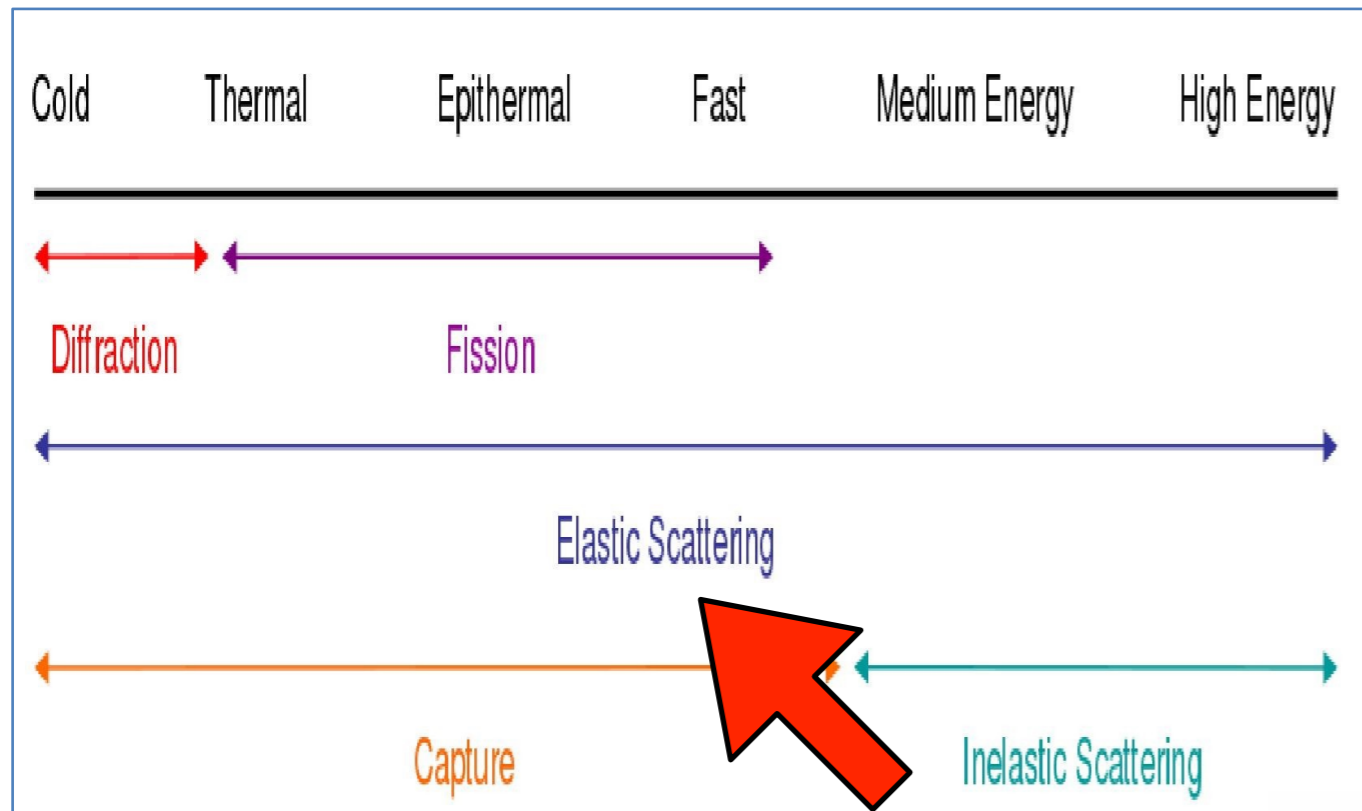 Cold Thermal Epithermal Fast Medium Energy High Energy
Diffraction Fission
Elastic Scattering
Capture Inelastic Scattering